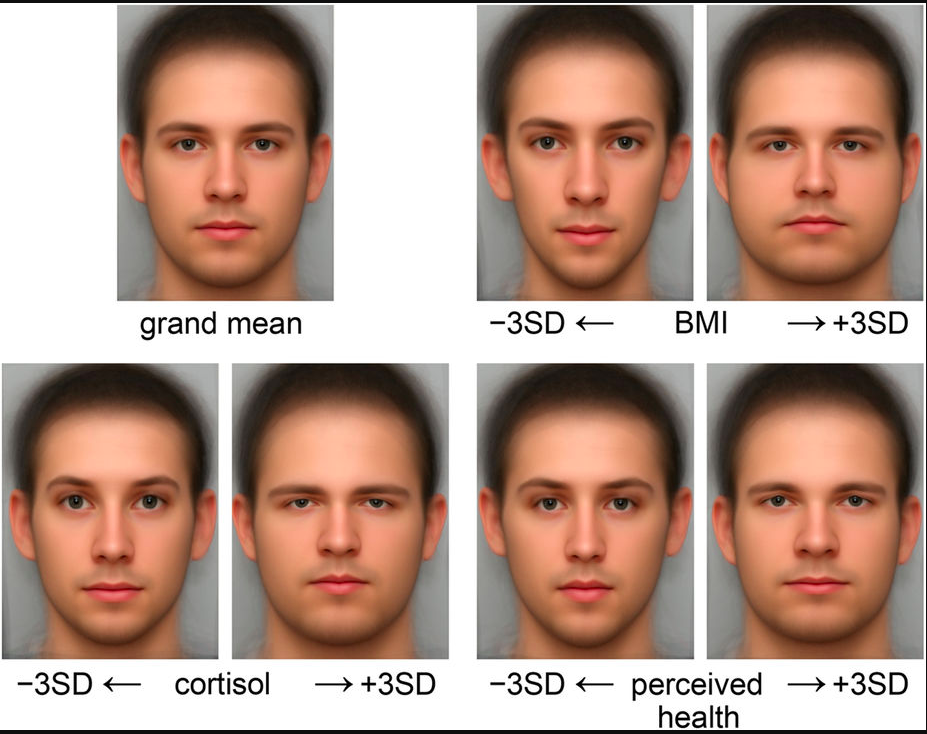 grand mean
−3SD ← BMI → +3SD
−3SD ← cortisol → +3SD
−3SD ← perceived → +3SD
health